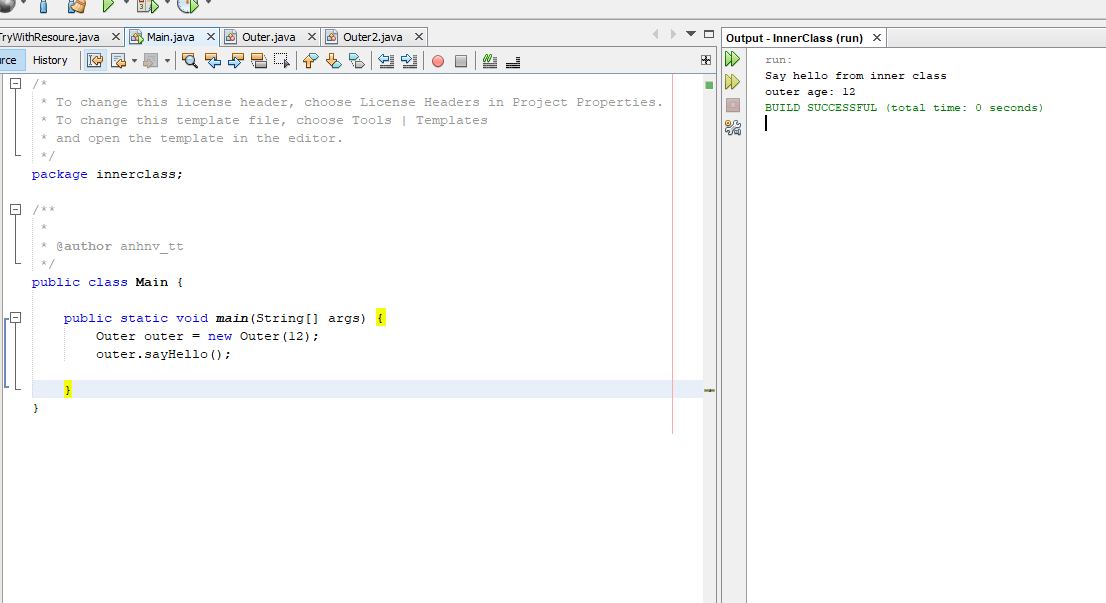 TryWithResoure.java
Main.java
Outer.java
Outer2.java
History
/*
* To change this license header, choose License Headers in Project Properties.
* To change this template file, choose Tools | Templates
* and open the template in the editor.
*/
package innerclass;
/**
*
* @author anhnv_tt
*/
public class Main {
public static void main(String[] args) {
Outer outer = new Outer(12);
outer.sayHello();
}
}
Output - InnerClass (run)
run:
Say hello from inner class
outer age: 12
BUILD SUCCESSFUL (total time: 0 seconds)